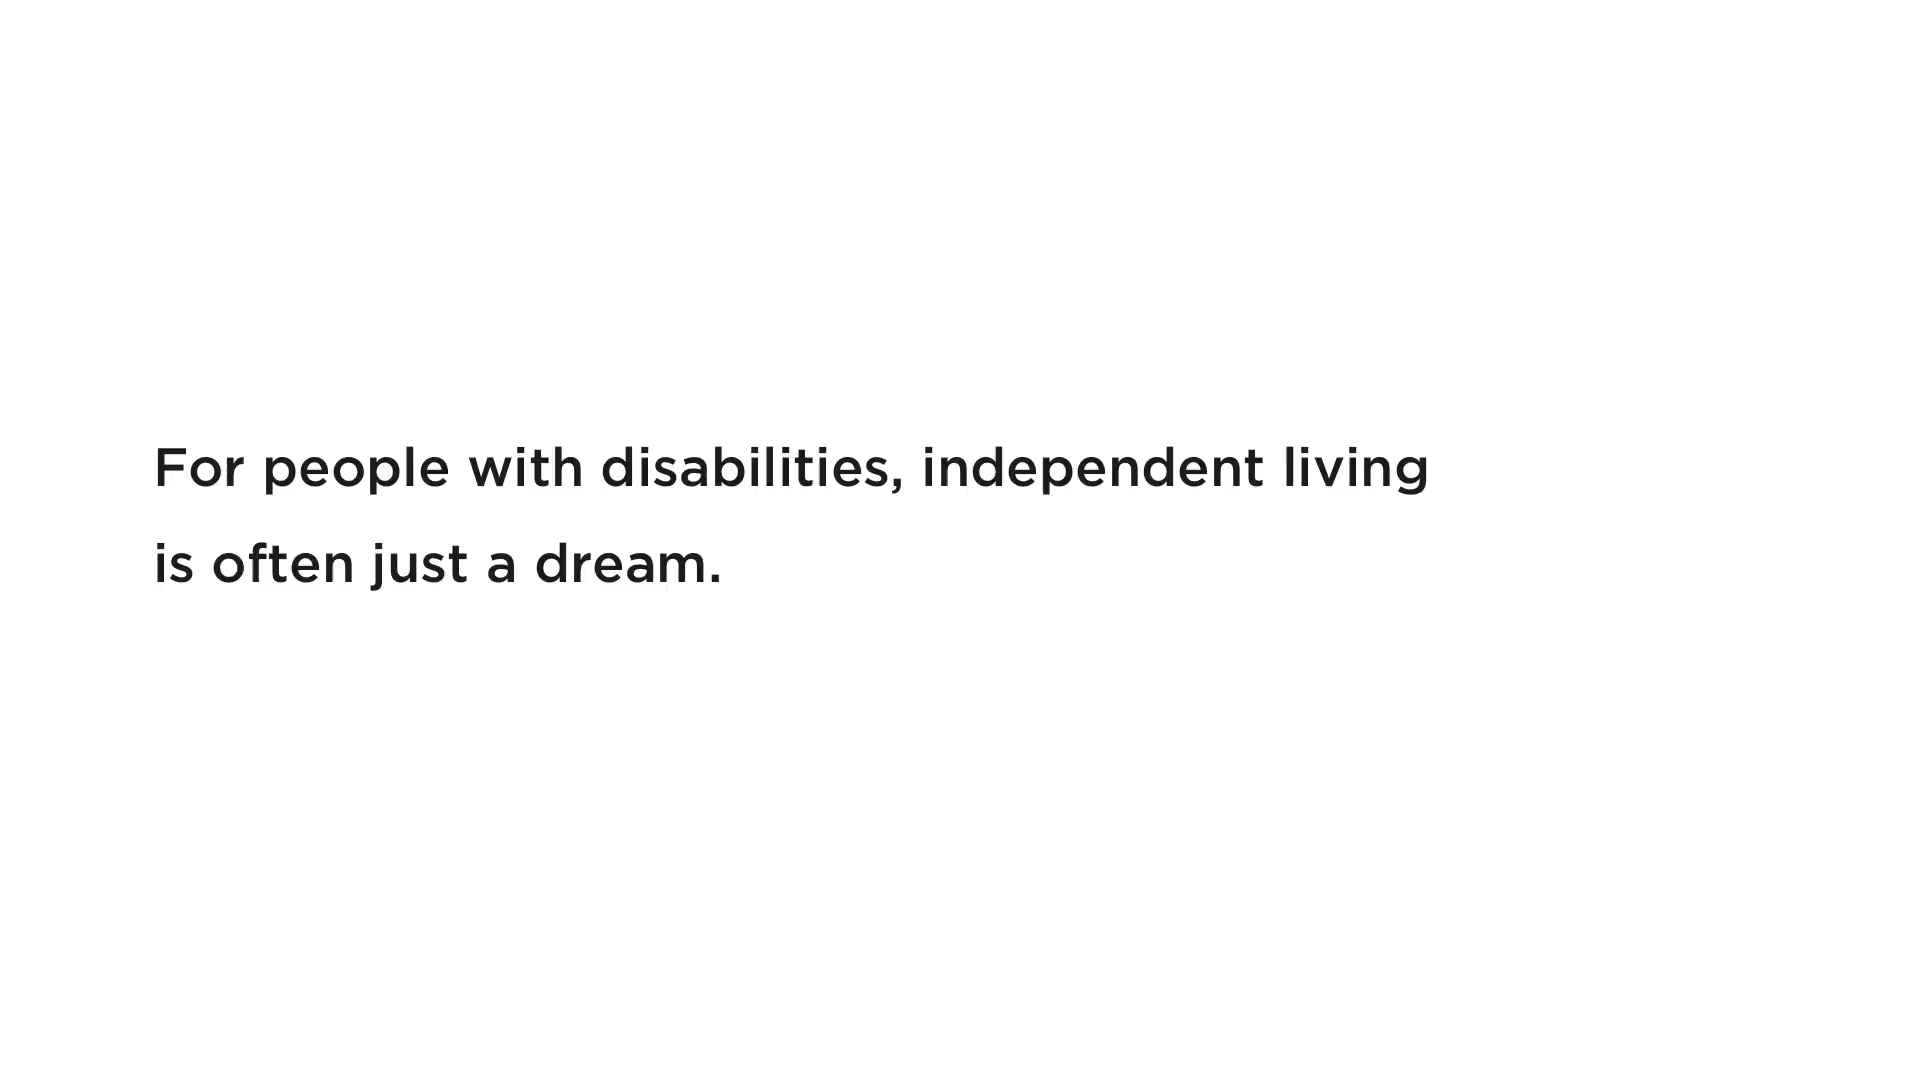 For people with disabilities, independent living
is often just a dream.